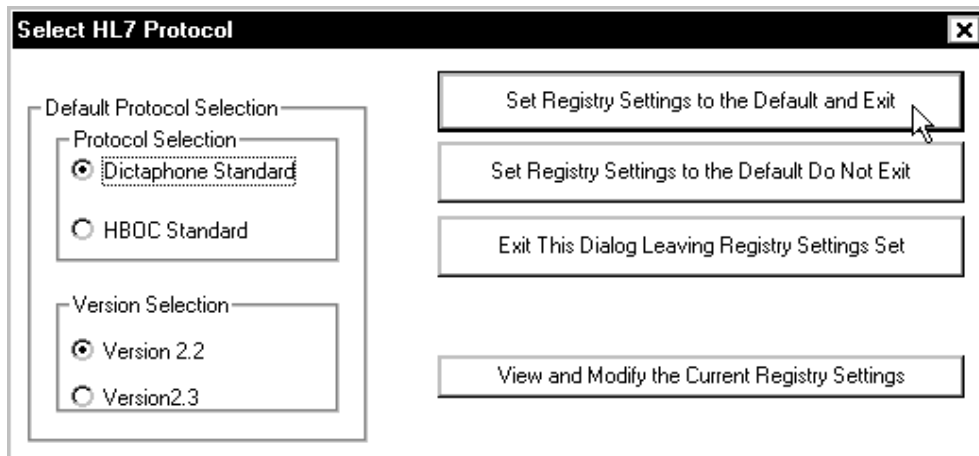 Select HL7 Protocol
Default Protocol Selection
Protocol Selection
Dictaphone Standard
HBOC Standard
Version Selection
Version 2.2
Version2.3
Set Registry Settings to the Default and Exit
Set Registry Settings to the Default Do Not Exit
Exit This Dialog Leaving Registry Settings Set
View and Modify the Current Registry Settings